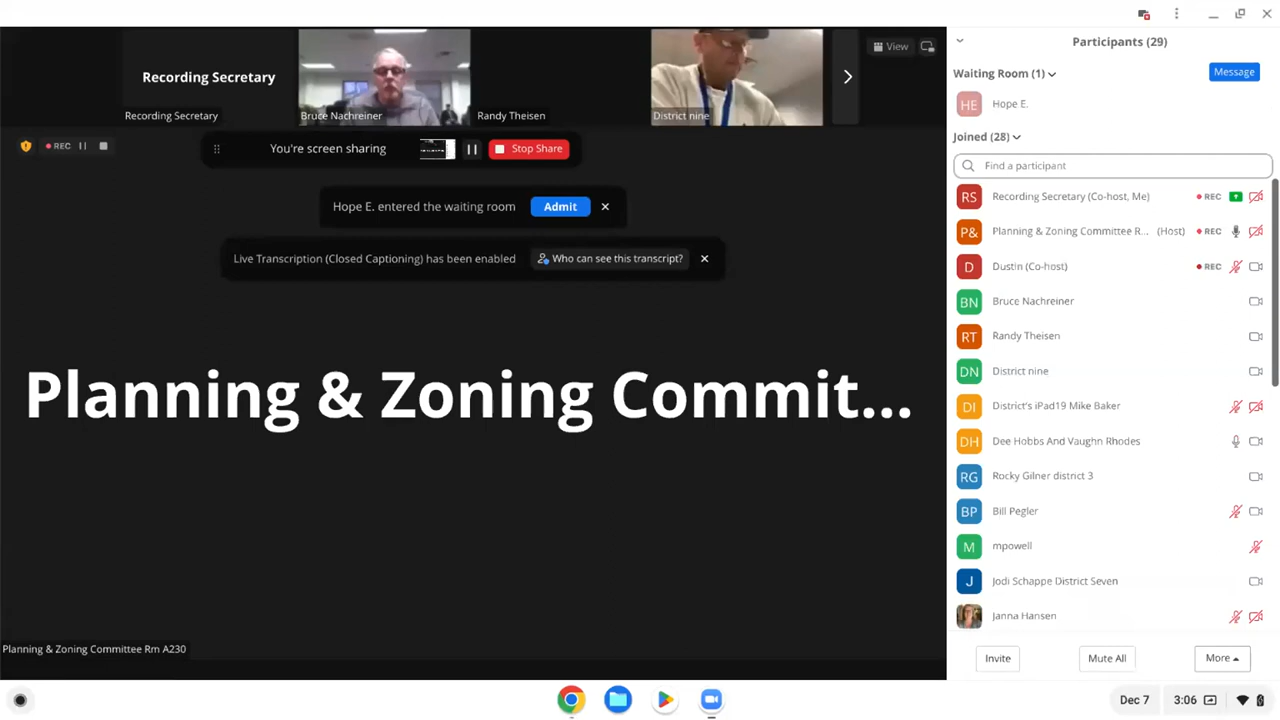 Recording Secretary
Recording Secretary
Bruce Nachreiner
Randy Theisen
District nine
View
REC
You're screen sharing
Stop Share
Hope E. entered the waiting room
Admit
Live Transcription (Closed Captioning) has been enabled
Who can see this transcript?
Planning & Zoning Commit...
Planning & Zoning Committee Rm A230
Participants (29)
Waiting Room (1)
Message
HE Hope E.
Joined (28)
Find a participant
RS Recording Secretary (Co-host, Me) REC
P& Planning & Zoning Committee R... (Host) REC
D Dustin (Co-host) REC
BN Bruce Nachreiner
RT Randy Theisen
DN District nine
DI District's iPad19 Mike Baker
DH Dee Hobbs And Vaughn Rhodes
RG Rocky Gilner district 3
BP Bill Pegler
M mpowell
J Jodi Schappe District Seven
Janna Hansen
Invite
Mute All
More
Dec 7
3:06